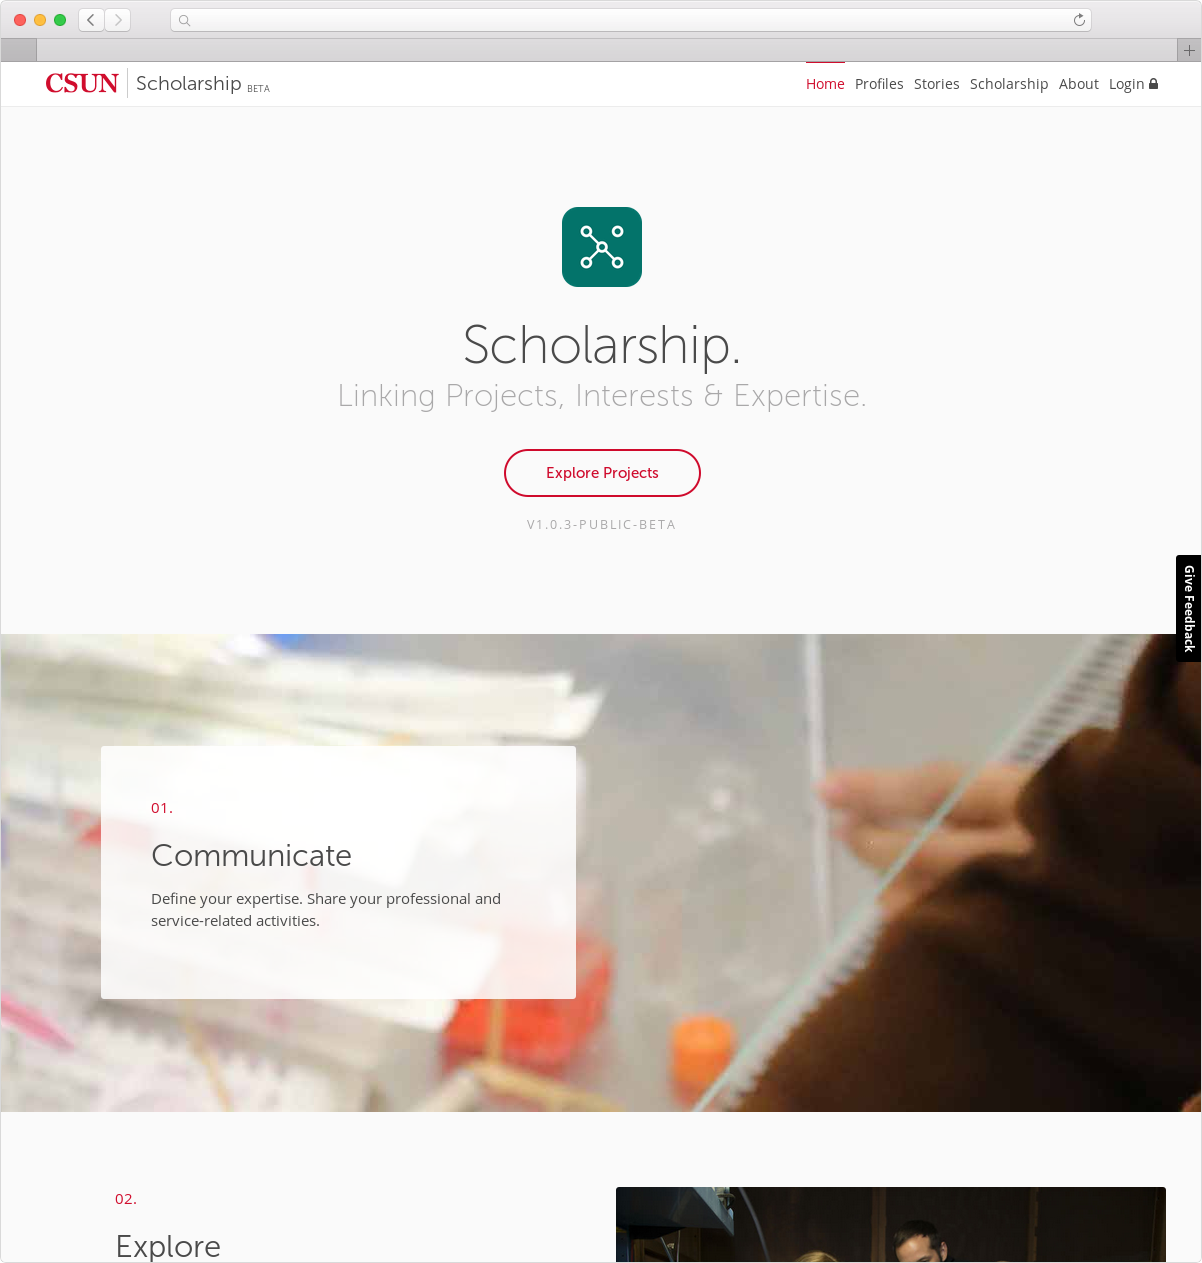 CSUN Scholarship BETA
Home Profiles Stories Scholarship About Login
Scholarship.
Linking Projects, Interests & Expertise.
Explore Projects
V1.0.3-PUBLIC-BETA
Give Feedback
01.
Communicate
Define your expertise. Share your professional and
service-related activities.
02.
Explore